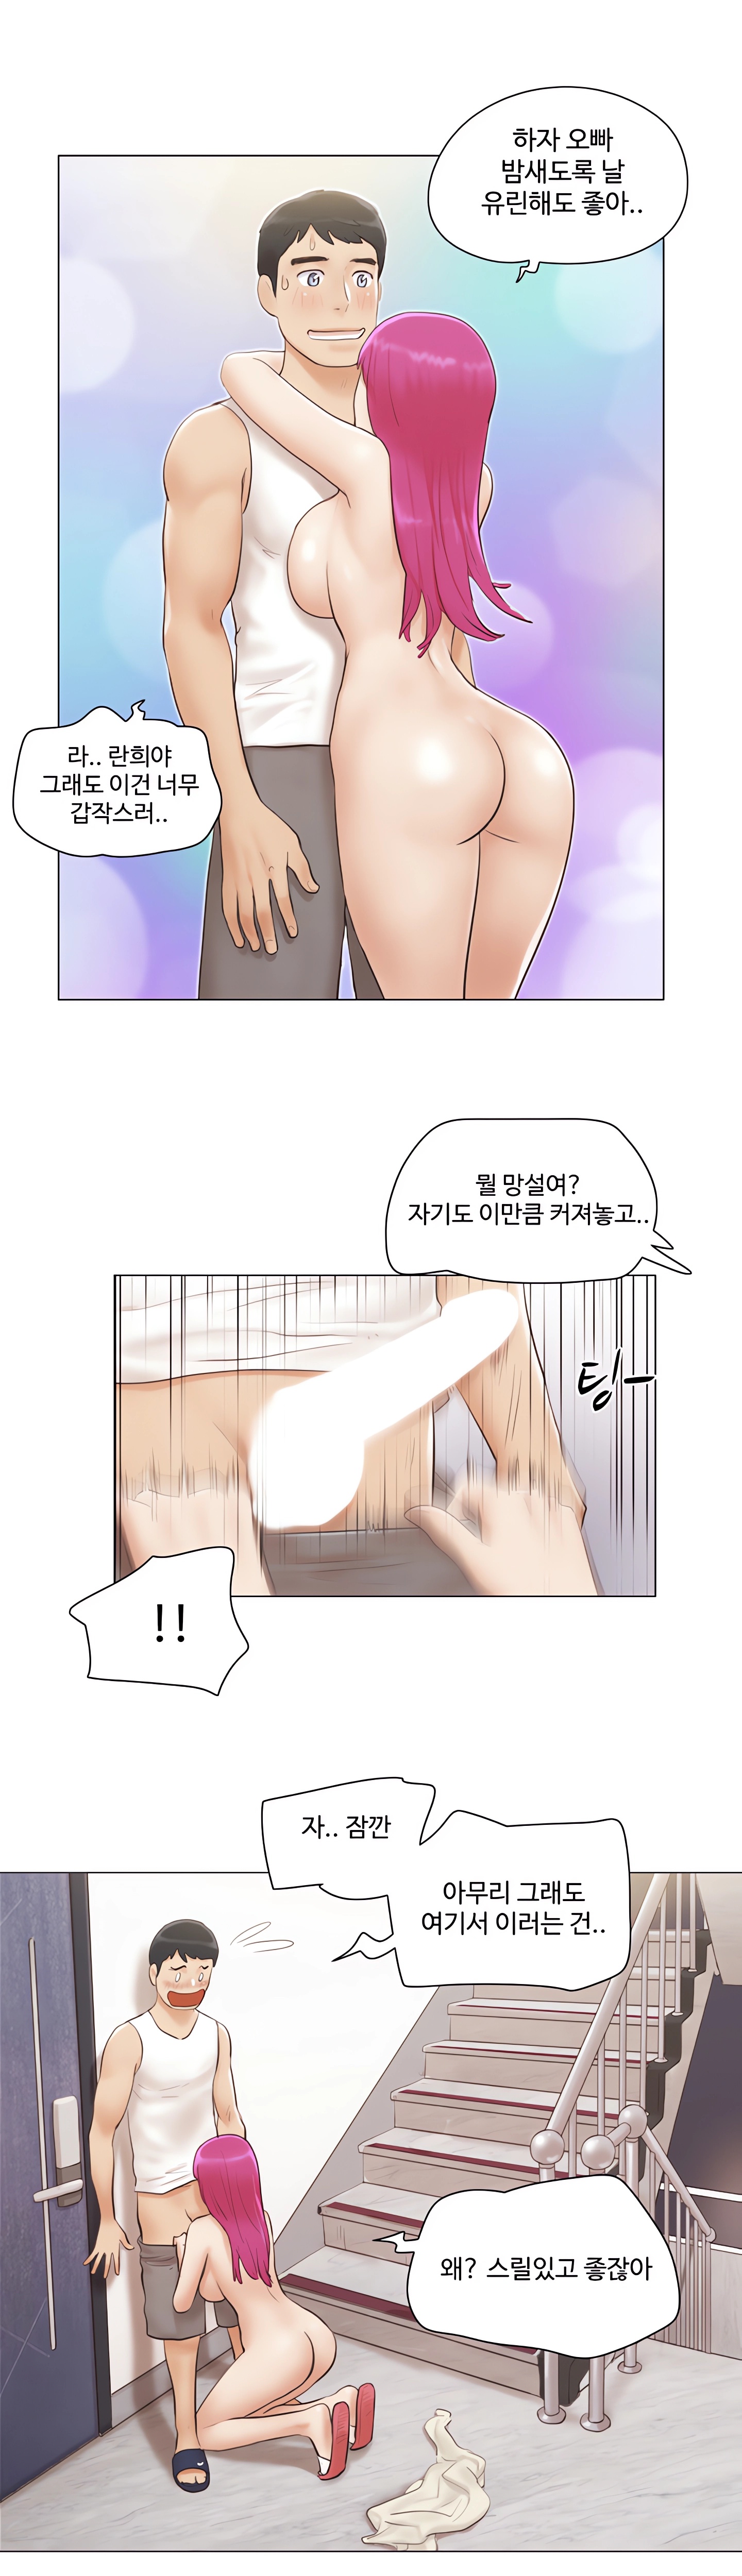 하자 오빠
밤새도록 날
유린해도 좋아..
라.. 란희야
그래도 이건 너무
갑작스러..
뭘 망설여?
자기도 이만큼 커져놓고..
팅-
!!
자.. 잠깐
아무리 그래도
여기서 이러는 건..
왜? 스릴있고 좋잖아